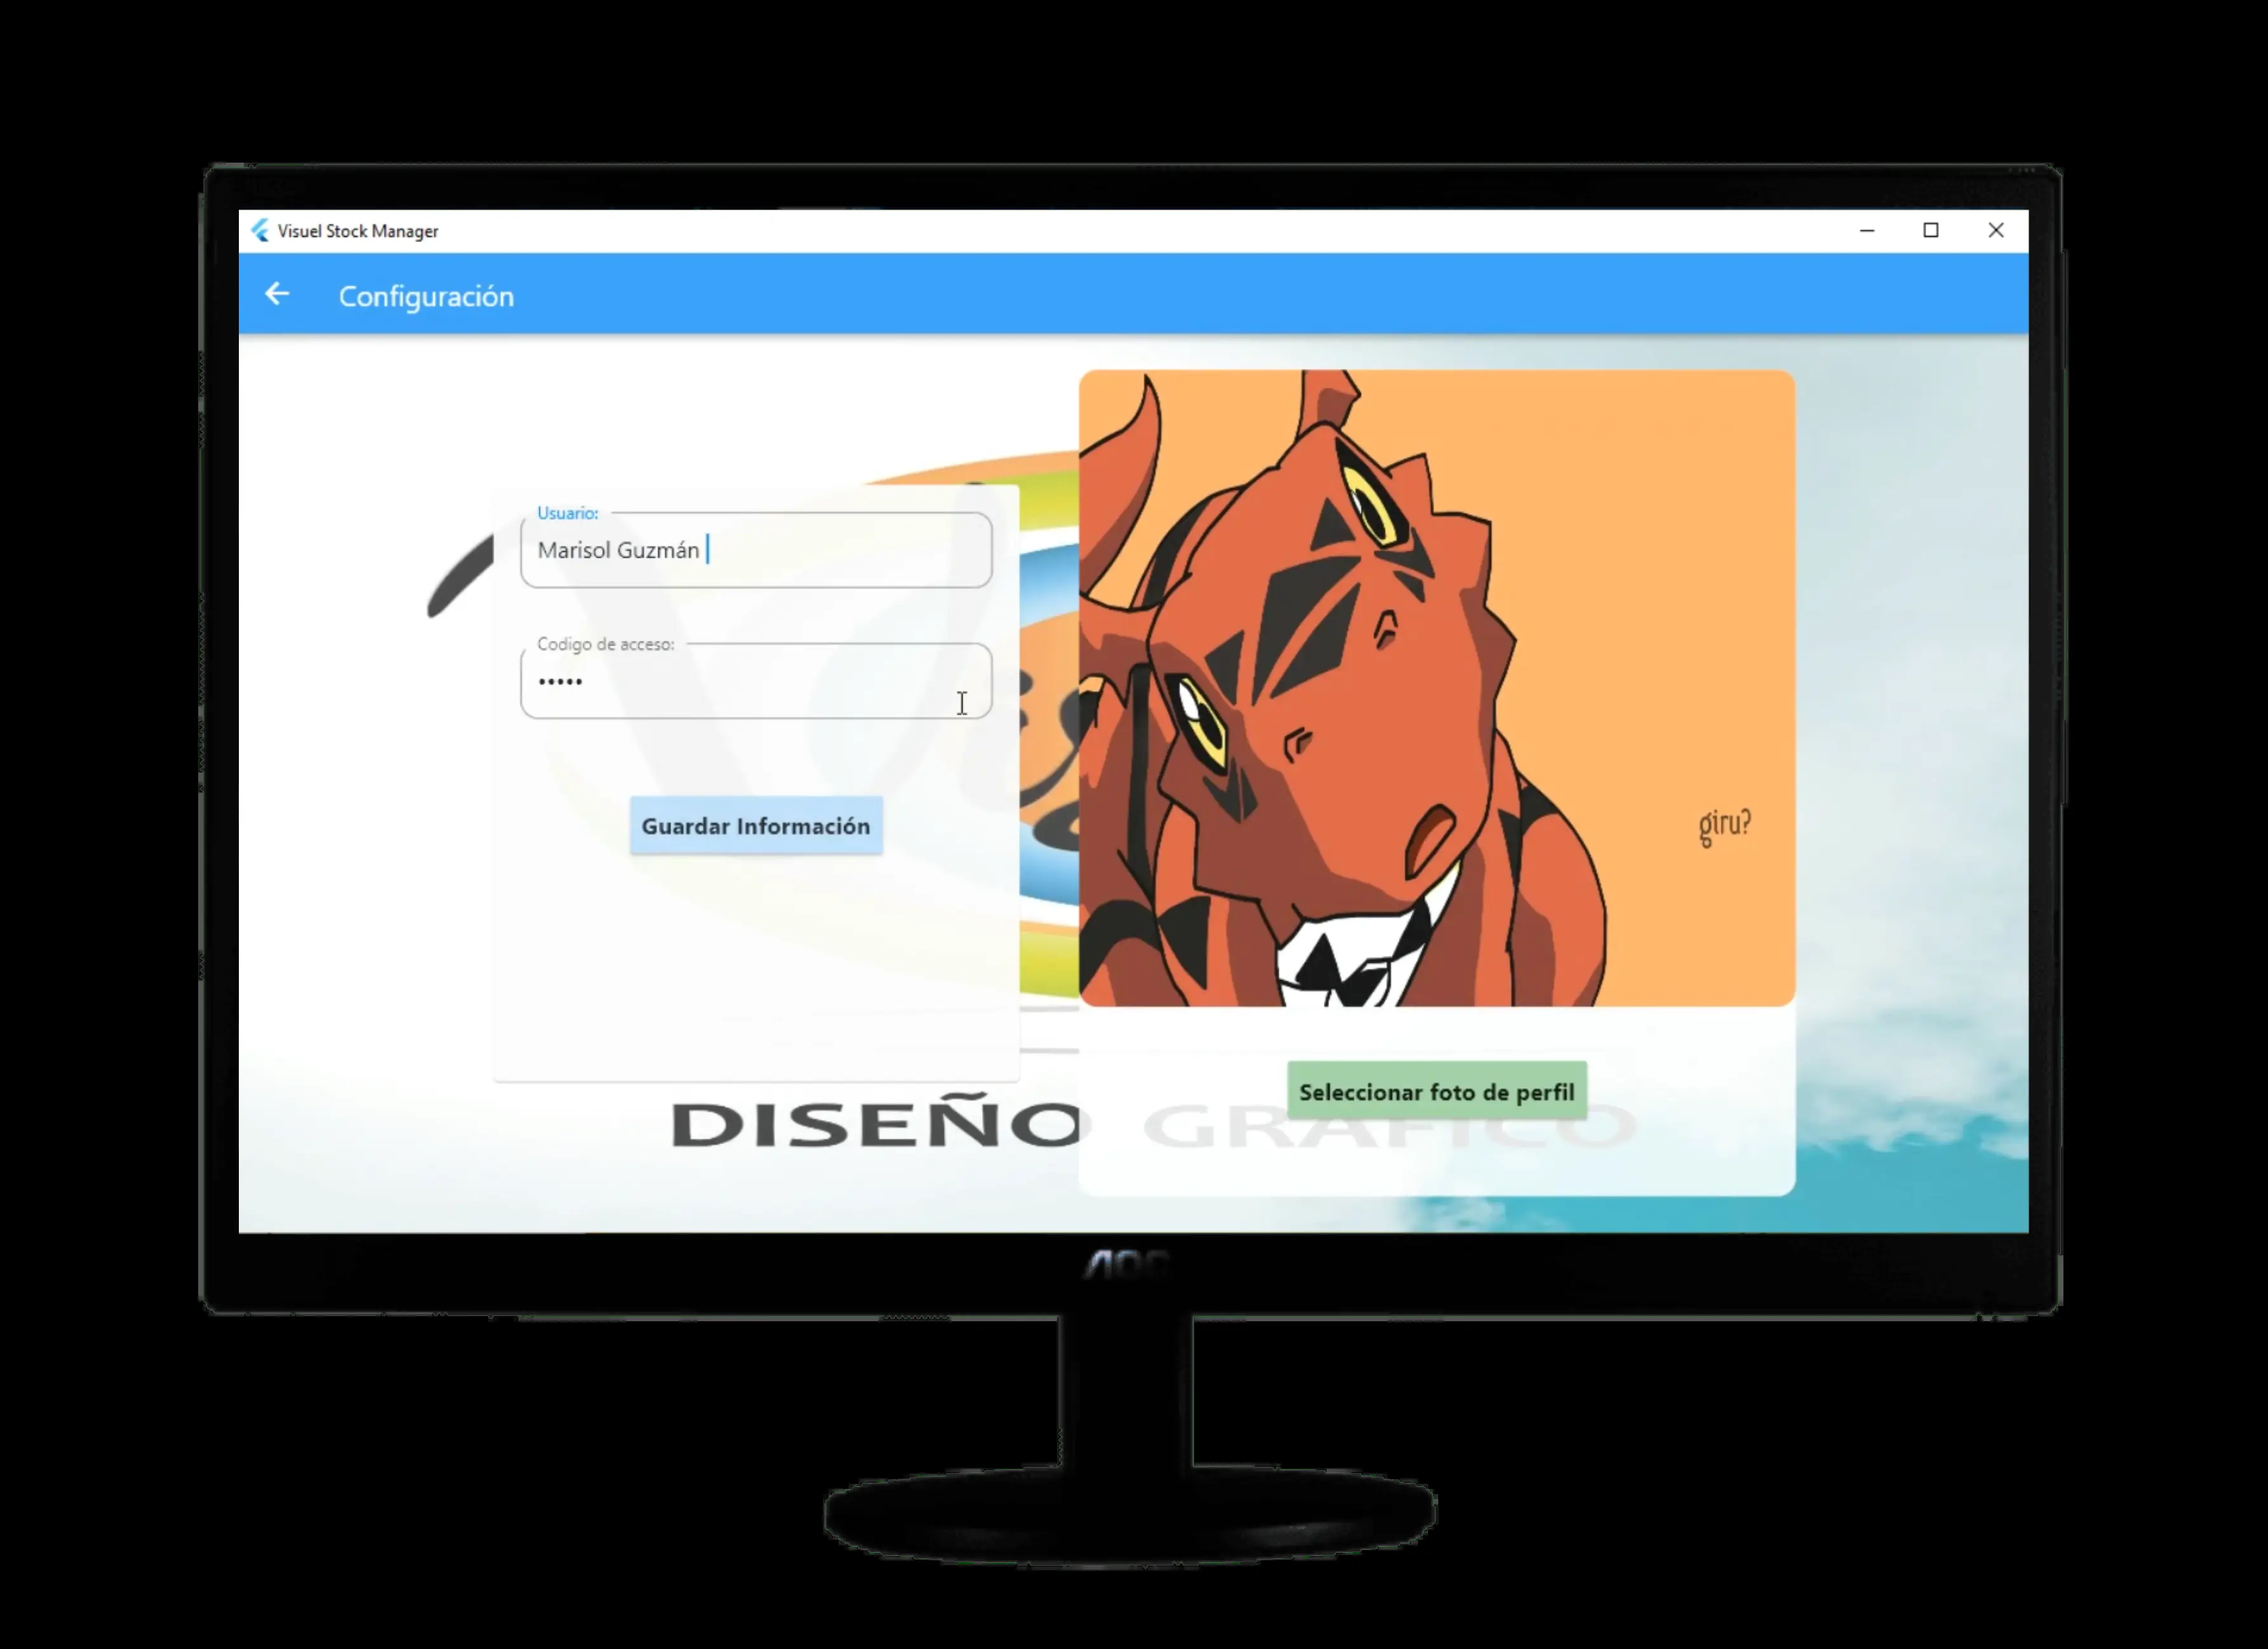 Visuel Stock Manager
Configuración
Usuario:
Marisol Guzmán
Codigo de acceso:
•••••
Guardar Información
giru?
Seleccionar foto de perfil
DISEÑO GRAFICO
AOC